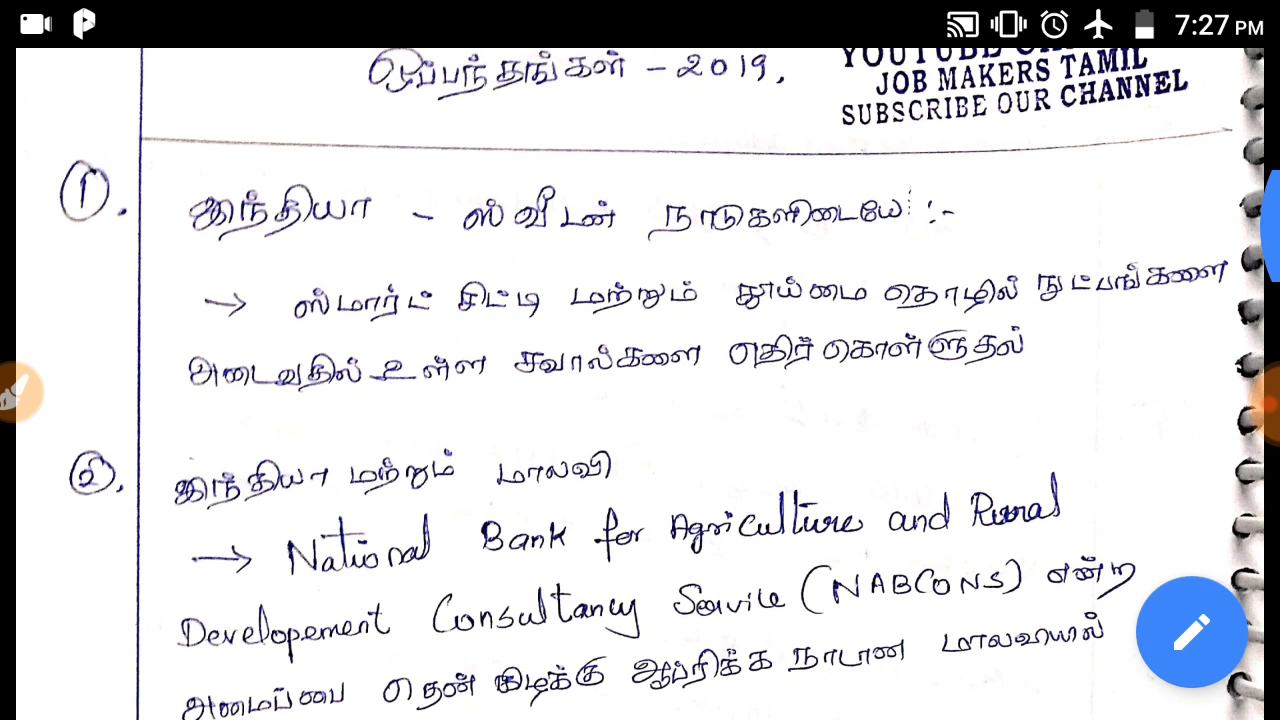 7:27 PM
ஒப்பந்தங்கள் - 2019.
YOUTUBE
JOB MAKERS TAMIL
SUBSCRIBE OUR CHANNEL
1. இந்தியா - ஸ்வீடன் நாடுகளிடையே :-
→ ஸ்மார்ட் சிட்டி மற்றும் தூய்மை தொழில் நுட்பங்களை
அடைவதில் உள்ள சவால்களை எதிர் கொள்ளுதல்
2. இந்தியா மற்றும் மாலவி
→ National Bank for Agriculture and Rural
Developement Consultancy Service (NABCONS) என்ற
அமைப்பை தென் கிழக்கு ஆப்ரிக்க நாடான மாலவியில்